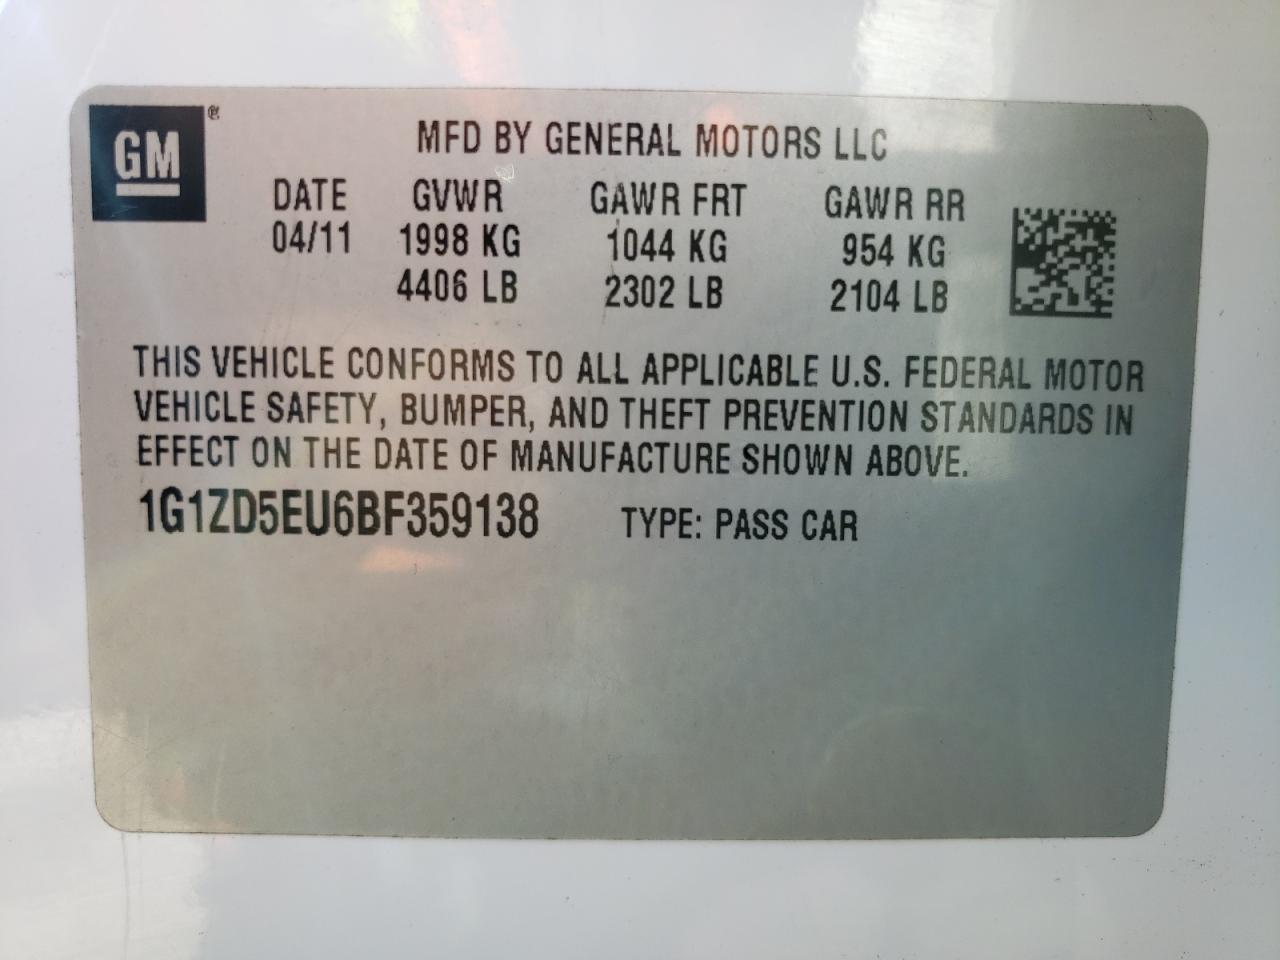 GM®
MFD BY GENERAL MOTORS LLC
DATE GVWR GAWR FRT GAWR RR
04/11 1998 KG 1044 KG 954 KG
4406 LB 2302 LB 2104 LB
THIS VEHICLE CONFORMS TO ALL APPLICABLE U.S. FEDERAL MOTOR
VEHICLE SAFETY, BUMPER, AND THEFT PREVENTION STANDARDS IN
EFFECT ON THE DATE OF MANUFACTURE SHOWN ABOVE.
1G1ZD5EU6BF359138 TYPE: PASS CAR